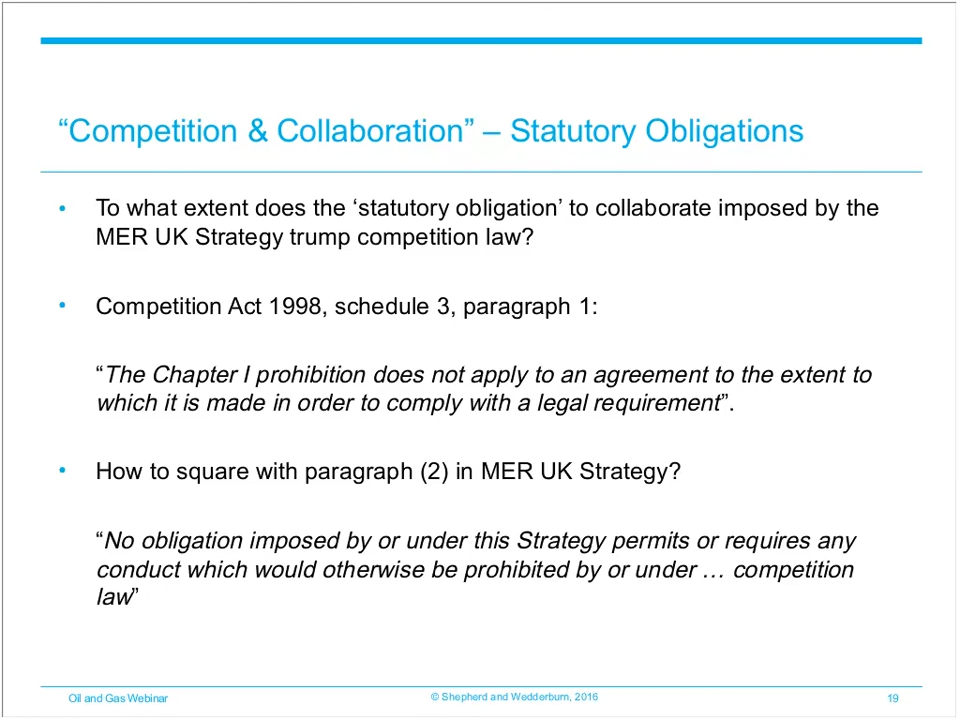 “Competition & Collaboration” – Statutory Obligations
• To what extent does the ‘statutory obligation’ to collaborate imposed by the
MER UK Strategy trump competition law?
• Competition Act 1998, schedule 3, paragraph 1:
“The Chapter I prohibition does not apply to an agreement to the extent to
which it is made in order to comply with a legal requirement”.
• How to square with paragraph (2) in MER UK Strategy?
“No obligation imposed by or under this Strategy permits or requires any
conduct which would otherwise be prohibited by or under … competition
law”
Oil and Gas Webinar © Shepherd and Wedderburn, 2016 19